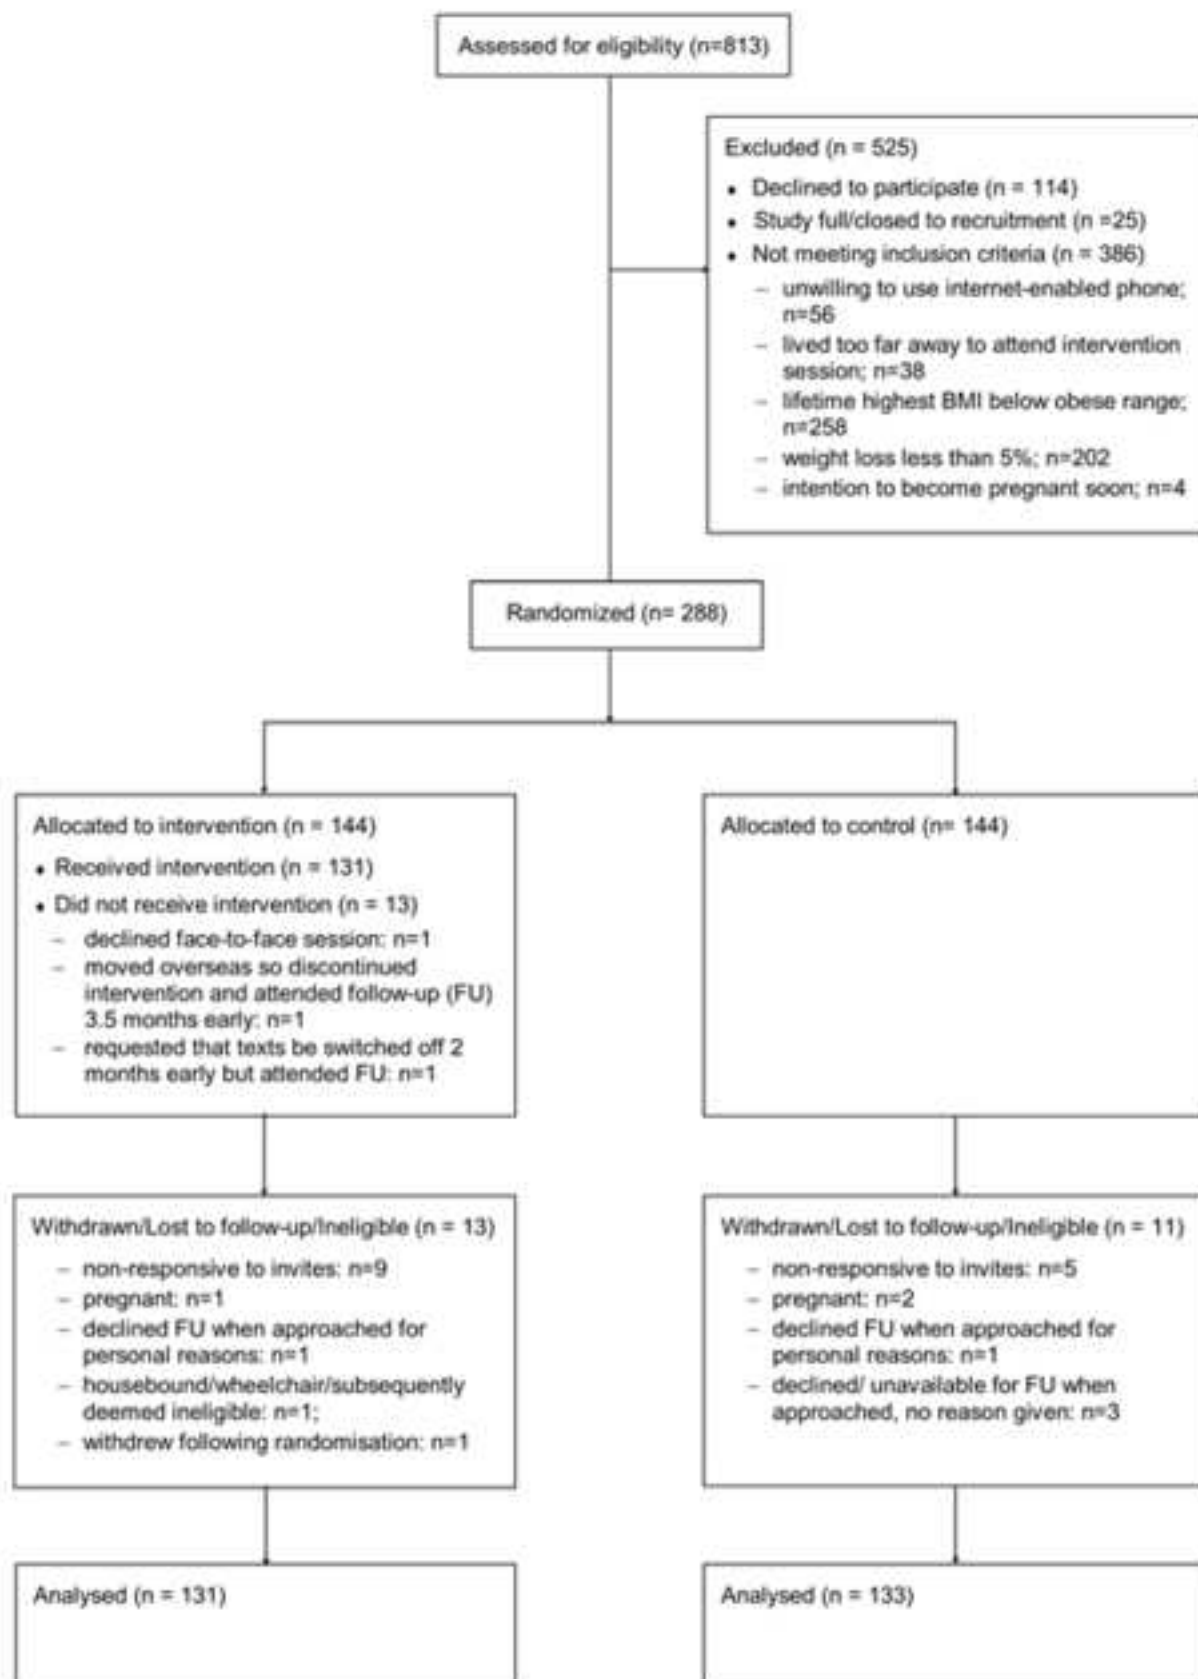 Assessed for eligibility (n=813)
Excluded (n = 525)
• Declined to participate (n = 114)
• Study full/closed to recruitment (n =25)
• Not meeting inclusion criteria (n = 386)
– unwilling to use internet-enabled phone;
n=56
– lived too far away to attend intervention
session; n=38
– lifetime highest BMI below obese range;
n=258
– weight loss less than 5%; n=202
– intention to become pregnant soon; n=4
Randomized (n= 288)
Allocated to intervention (n = 144)
• Received intervention (n = 131)
• Did not receive intervention (n = 13)
– declined face-to-face session: n=1
– moved overseas so discontinued
intervention and attended follow-up (FU)
3.5 months early: n=1
– requested that texts be switched off 2
months early but attended FU: n=1
Allocated to control (n= 144)
Withdrawn/Lost to follow-up/Ineligible (n = 13)
– non-responsive to invites: n=9
– pregnant: n=1
– declined FU when approached for
personal reasons: n=1
– housebound/wheelchair/subsequently
deemed ineligible: n=1;
– withdrew following randomisation: n=1
Withdrawn/Lost to follow-up/Ineligible (n = 11)
– non-responsive to invites: n=5
– pregnant: n=2
– declined FU when approached for
personal reasons: n=1
– declined/ unavailable for FU when
approached, no reason given: n=3
Analysed (n = 131)
Analysed (n = 133)